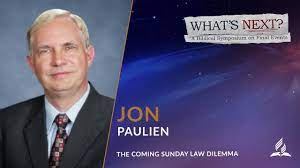 WHAT'S NEXT?
A Biblical Symposium on Final Events
JON
PAULIEN
THE COMING SUNDAY LAW DILEMMA